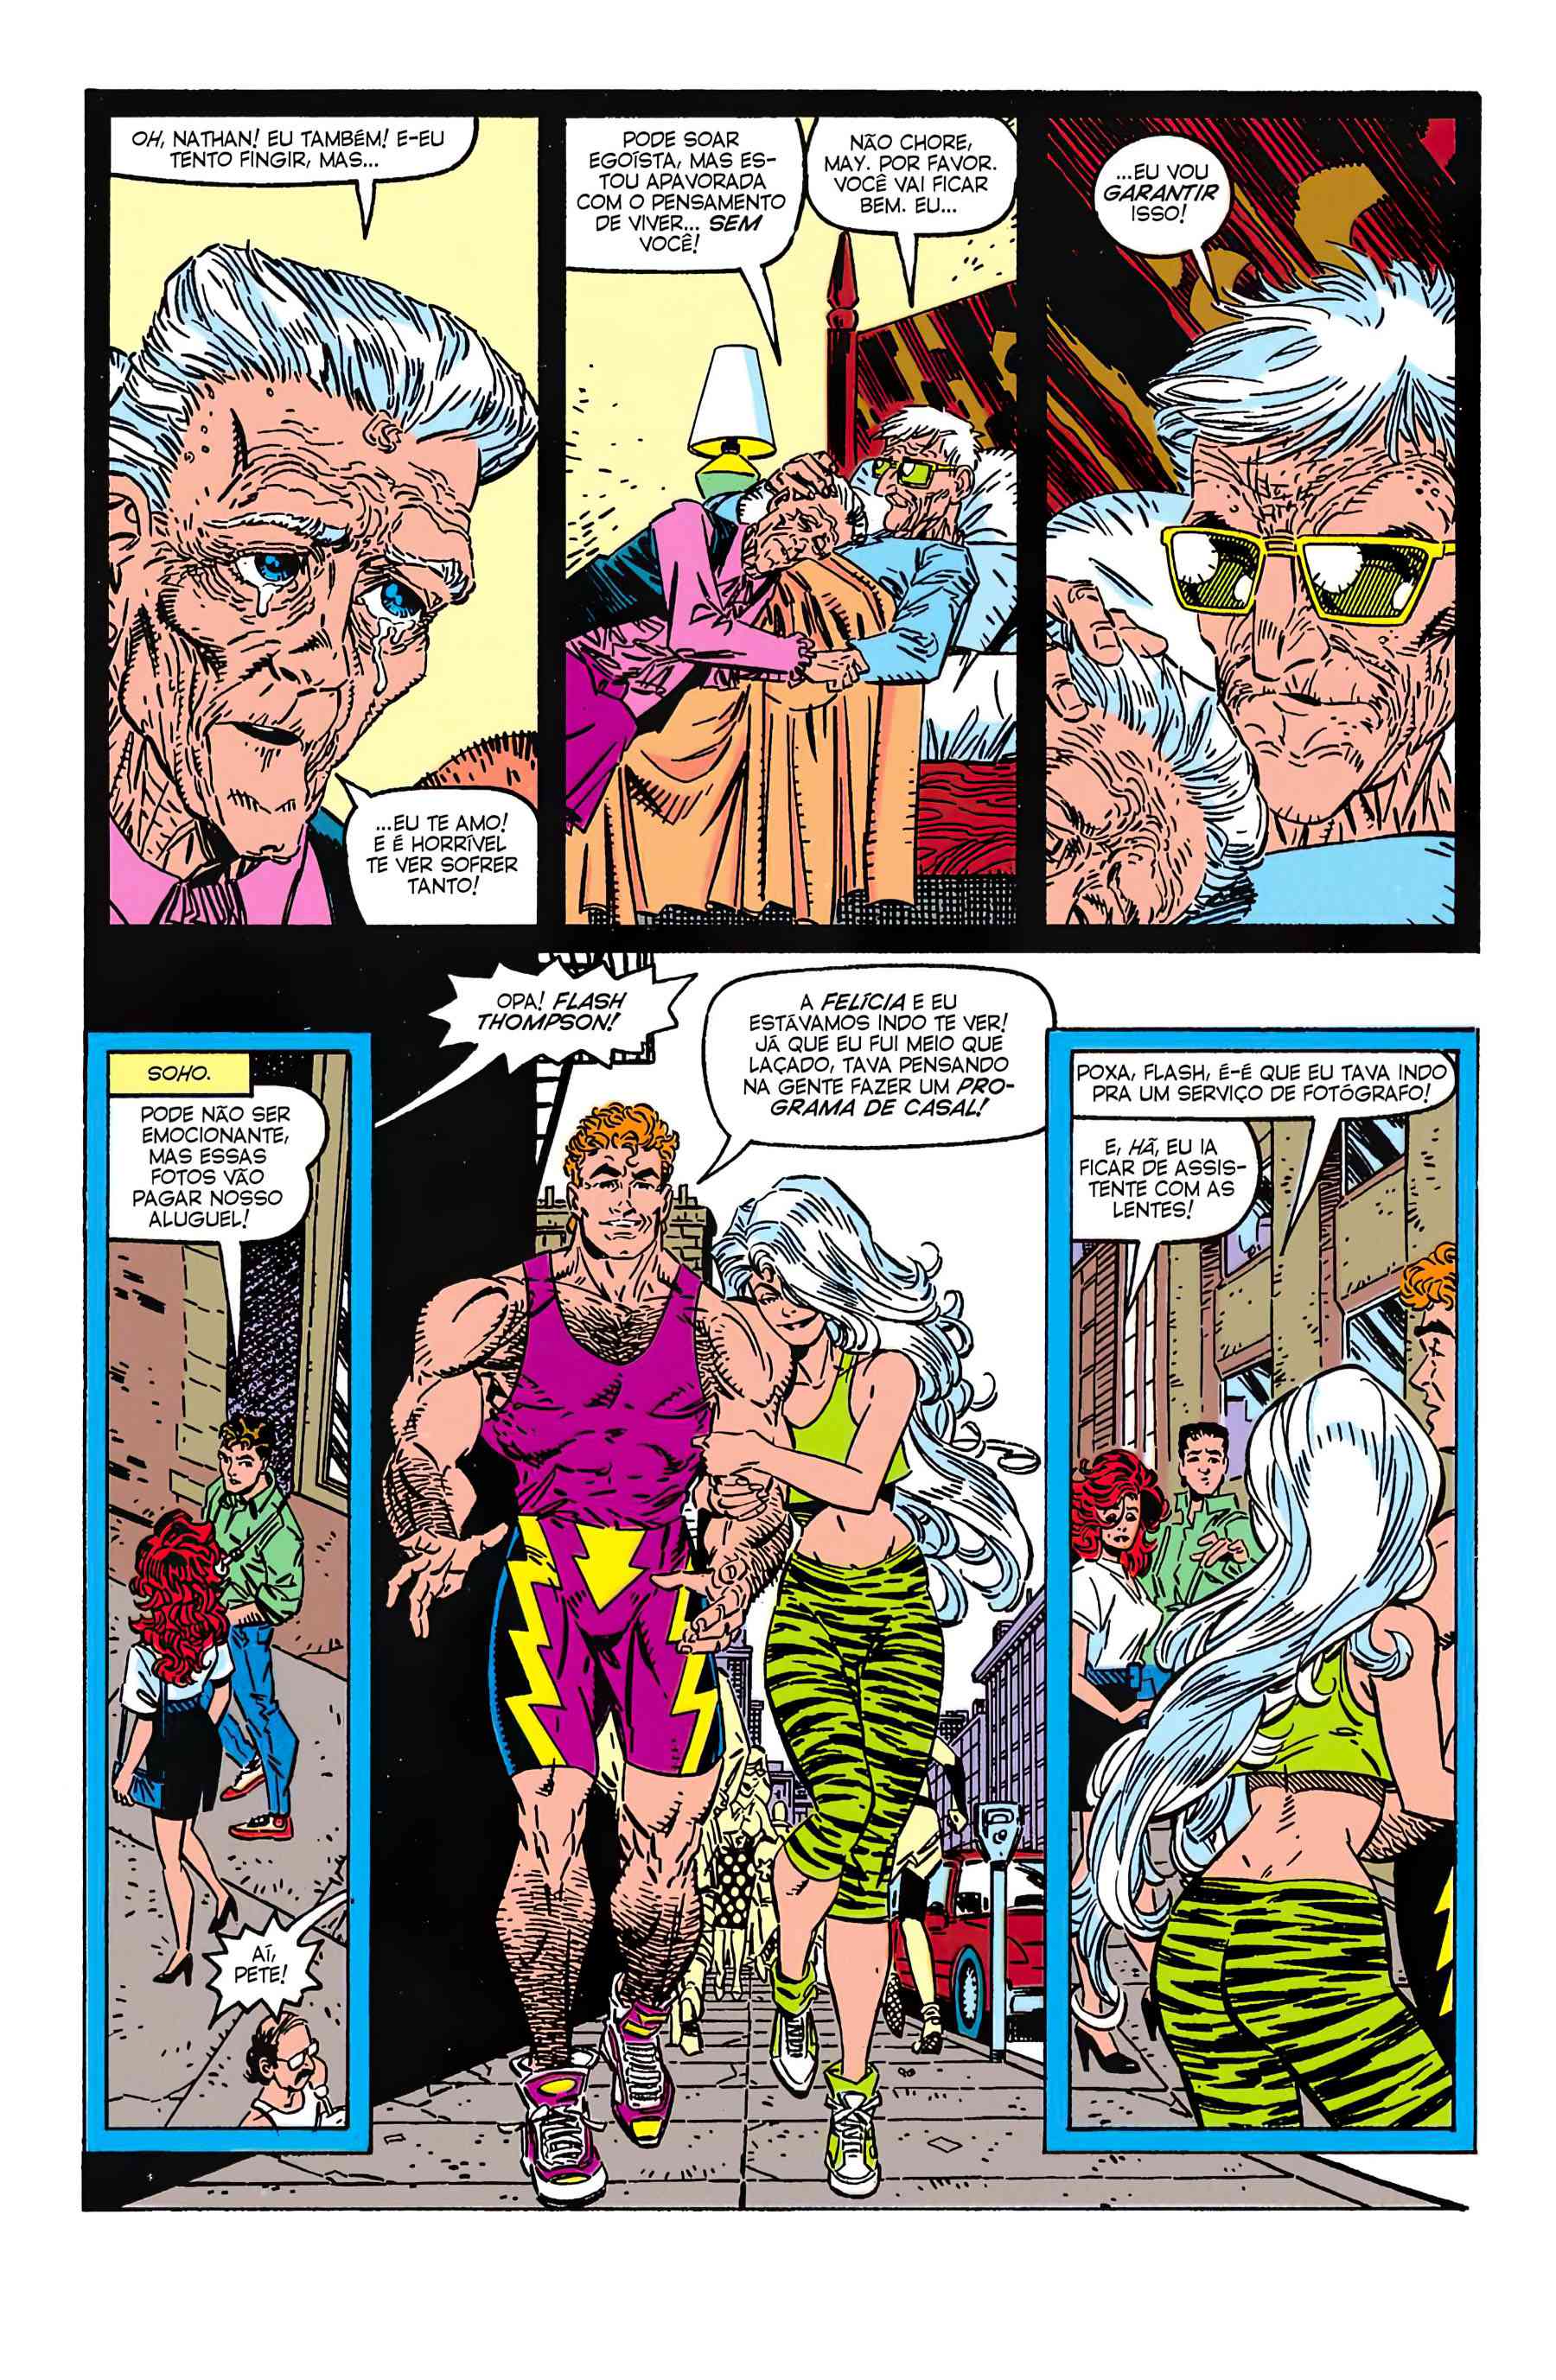 OH, NATHAN! EU TAMBÉM! E-EU
TENTO FINGIR, MAS...
...EU TE AMO!
E É HORRÍVEL
TE VER SOFRER
TANTO!
PODE SOAR
EGOÍSTA, MAS ES-
TOU APAVORADA
COM O PENSAMENTO
DE VIVER... SEM
VOCÊ!
NÃO CHORE,
MAY. POR FAVOR.
VOCÊ VAI FICAR
BEM. EU...
...EU VOU
GARANTIR
ISSO!
SOHO.
PODE NÃO SER
EMOCIONANTE,
MAS ESSAS
FOTOS VÃO
PAGAR NOSSO
ALUGUEL!
AÍ,
PETE!
OPA! FLASH
THOMPSON!
A FELÍCIA E EU
ESTÁVAMOS INDO TE VER!
JÁ QUE EU FUI MEIO QUE
LAÇADO, TAVA PENSANDO
NA GENTE FAZER UM PRO-
GRAMA DE CASAL!
POXA, FLASH, É-É QUE EU TAVA INDO
PRA UM SERVIÇO DE FOTÓGRAFO!
E, HÃ, EU IA
FICAR DE ASSIS-
TENTE COM AS
LENTES!